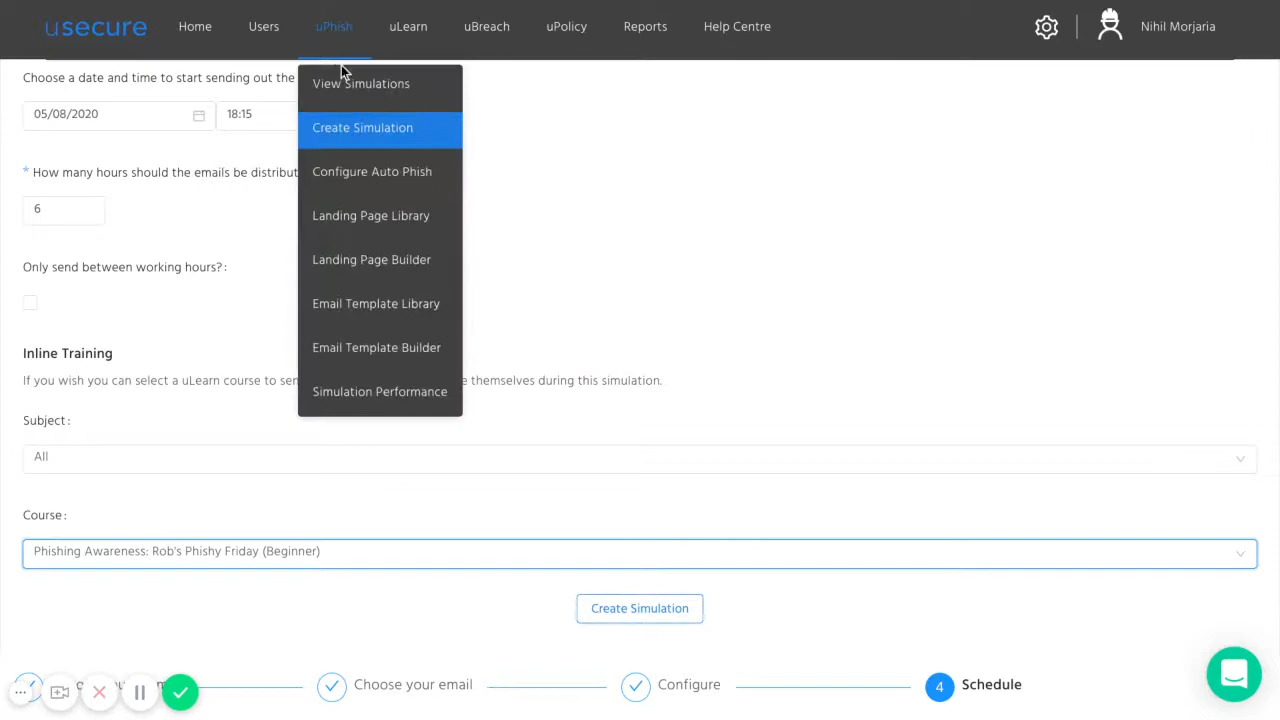 usecure
Home
Users
uPhish
uLearn
uBreach
uPolicy
Reports
Help Centre
Nihil Morjaria
Choose a date and time to start sending out the
View Simulations
05/08/2020
18:15
Create Simulation
* How many hours should the emails be distribut
Configure Auto Phish
6
Landing Page Library
Only send between working hours?:
Landing Page Builder
Email Template Library
Inline Training
Email Template Builder
If you wish you can select a uLearn course to sen
e themselves during this simulation.
Simulation Performance
Subject:
All
Course:
Phishing Awareness: Rob's Phishy Friday (Beginner)
Create Simulation
Choose your email
Configure
4
Schedule